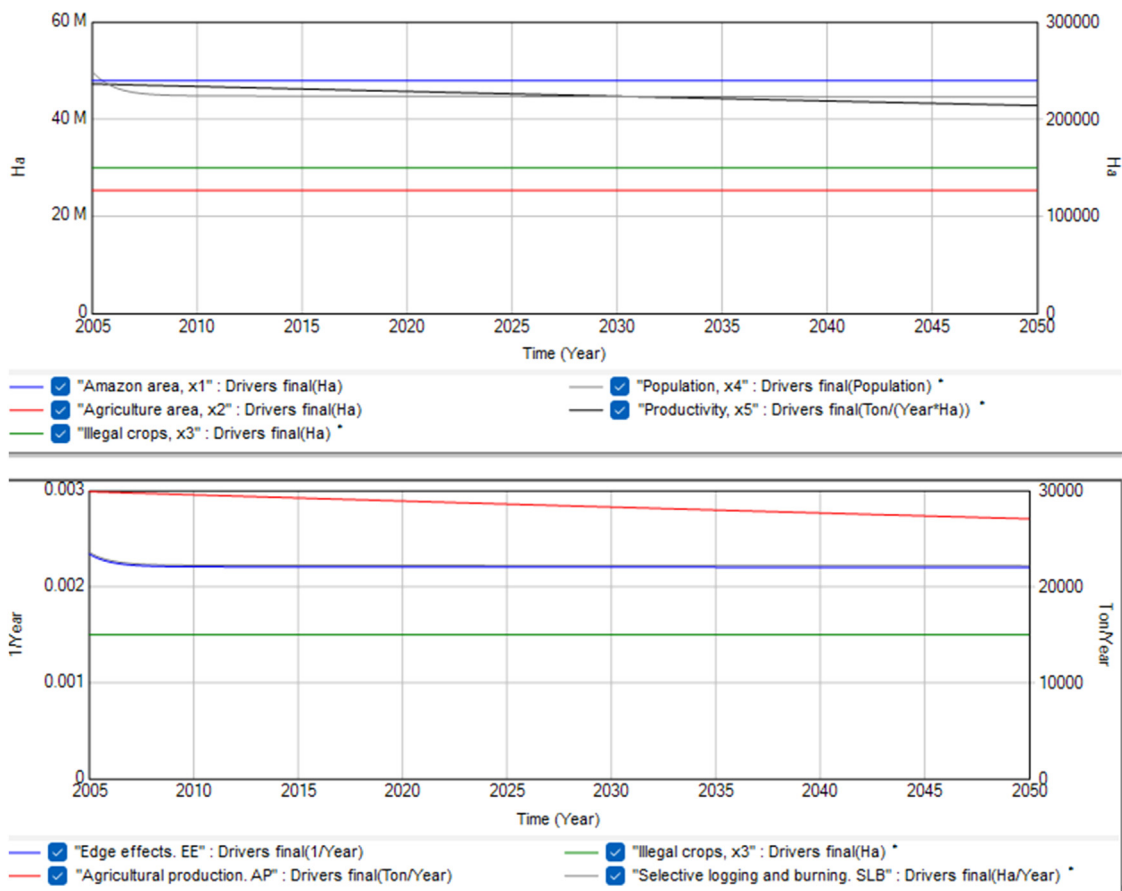 60 M
300000
40 M
200000
Ha
Ha
20 M
100000
0
0
2005 2010 2015 2020 2025 2030 2035 2040 2045 2050
Time (Year)
"Amazon area, x1" : Drivers final(Ha)
"Population, x4" : Drivers final(Population) *
"Agriculture area, x2" : Drivers final(Ha)
"Productivity, x5" : Drivers final(Ton/(Year*Ha)) *
"Illegal crops, x3" : Drivers final(Ha) *
0.003
30000
0.002
20000
1/Year
Ton/Year
0.001
10000
0
0
2005 2010 2015 2020 2025 2030 2035 2040 2045 2050
Time (Year)
"Edge effects. EE" : Drivers final(1/Year)
"Illegal crops, x3" : Drivers final(Ha) *
"Agricultural production. AP" : Drivers final(Ton/Year)
"Selective logging and burning. SLB" : Drivers final(Ha/Year) *